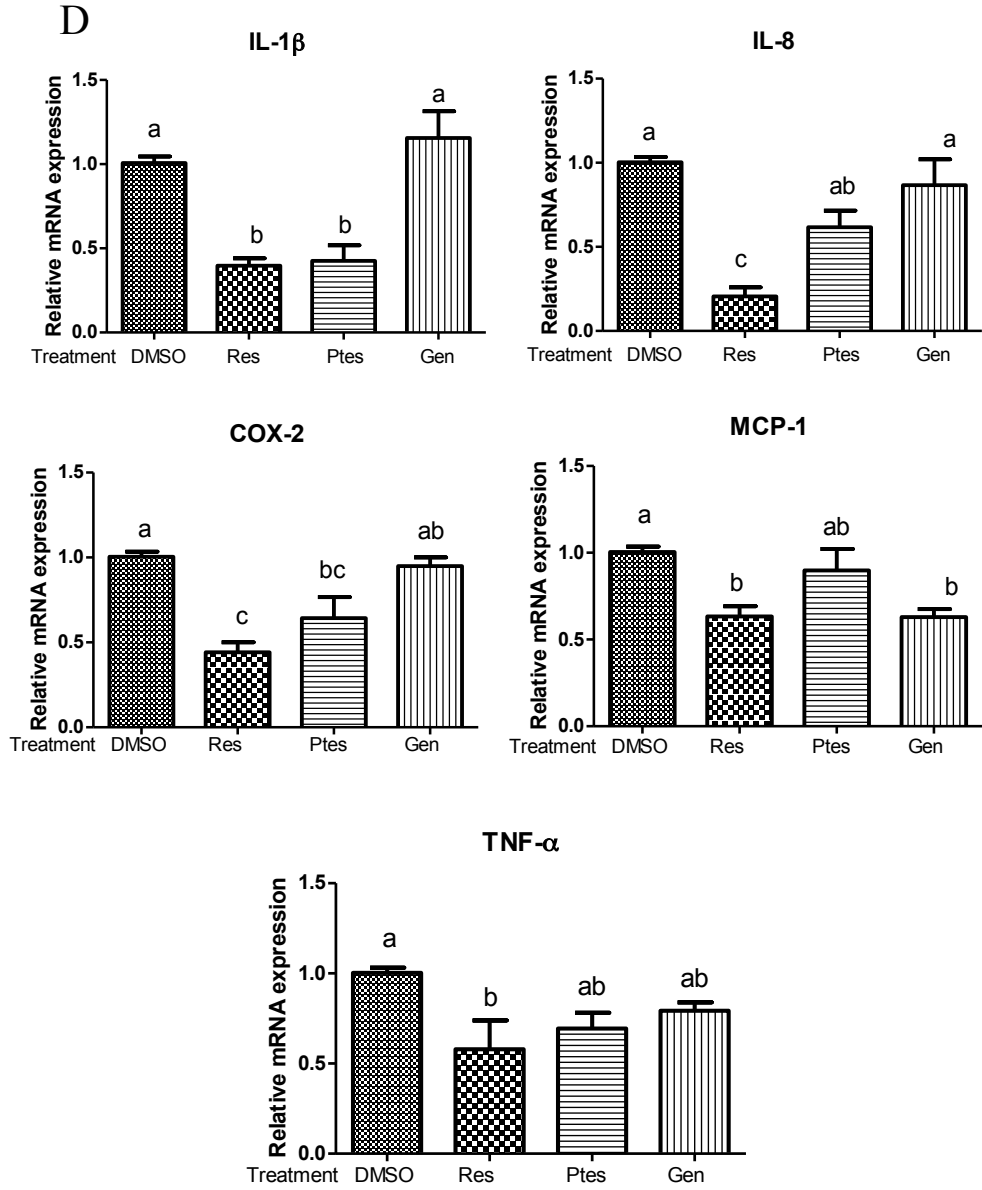 D
IL-1β
Relative mRNA expression
1.5
1.0
0.5
0.0
a
b
b
a
Treatment DMSO Res Ptes Gen
IL-8
Relative mRNA expression
1.5
1.0
0.5
0.0
a
c
ab
a
Treatment DMSO Res Ptes Gen
COX-2
Relative mRNA expression
1.5
1.0
0.5
0.0
a
c
bc
ab
Treatment DMSO Res Ptes Gen
MCP-1
Relative mRNA expression
1.5
1.0
0.5
0.0
a
b
ab
b
Treatment DMSO Res Ptes Gen
TNF-α
Relative mRNA expression
1.5
1.0
0.5
0.0
a
b
ab
ab
Treatment DMSO Res Ptes Gen